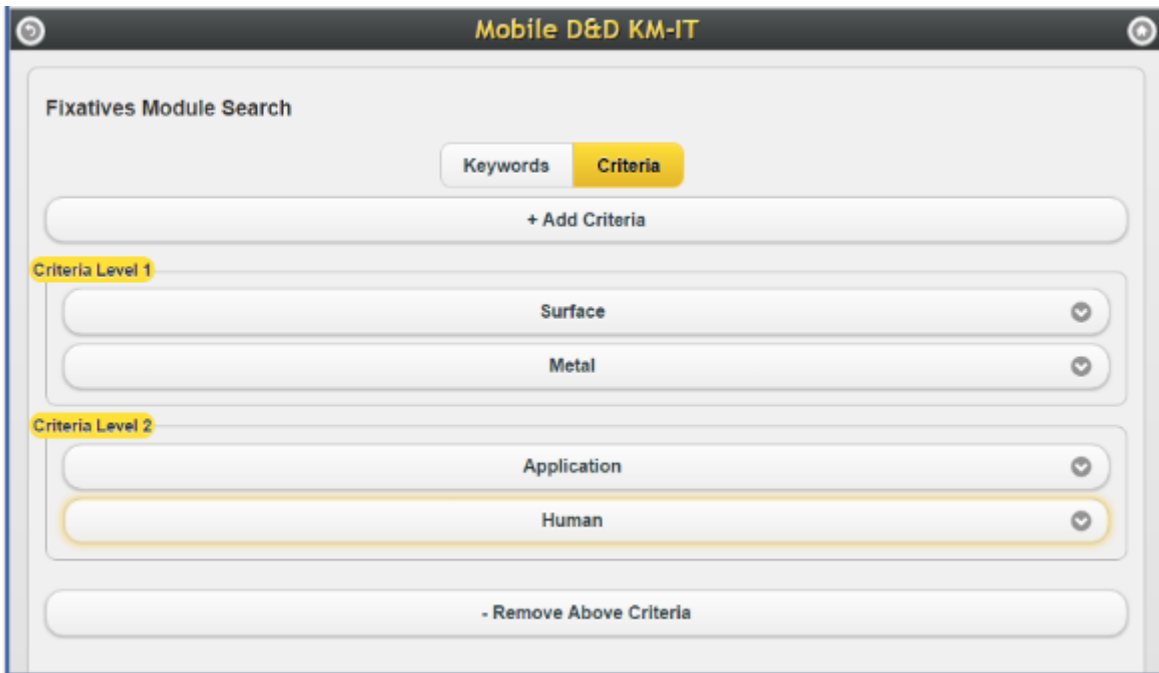 Mobile D&D KM-IT
Fixatives Module Search
Keywords Criteria
+ Add Criteria
Criteria Level 1
Surface
Metal
Criteria Level 2
Application
Human
- Remove Above Criteria